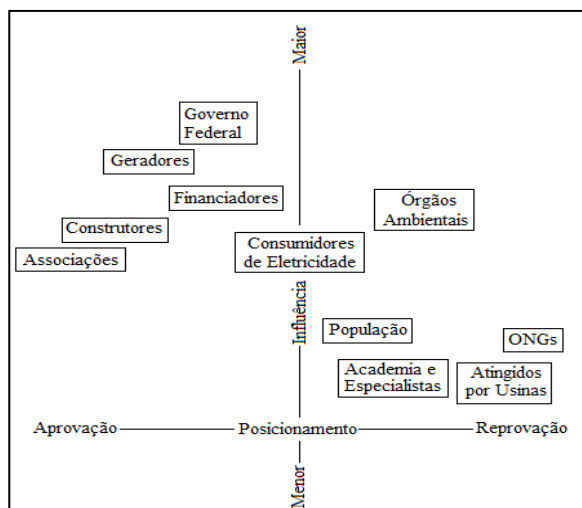 Maior
Governo
Federal
Geradores
Financiadores
Órgãos
Ambientais
Construtores
Consumidores
de Eletricidade
Associações
Influência
População
ONGs
Academia e
Especialistas
Atingidos
por Usinas
Aprovação
Posicionamento
Reprovação
Menor